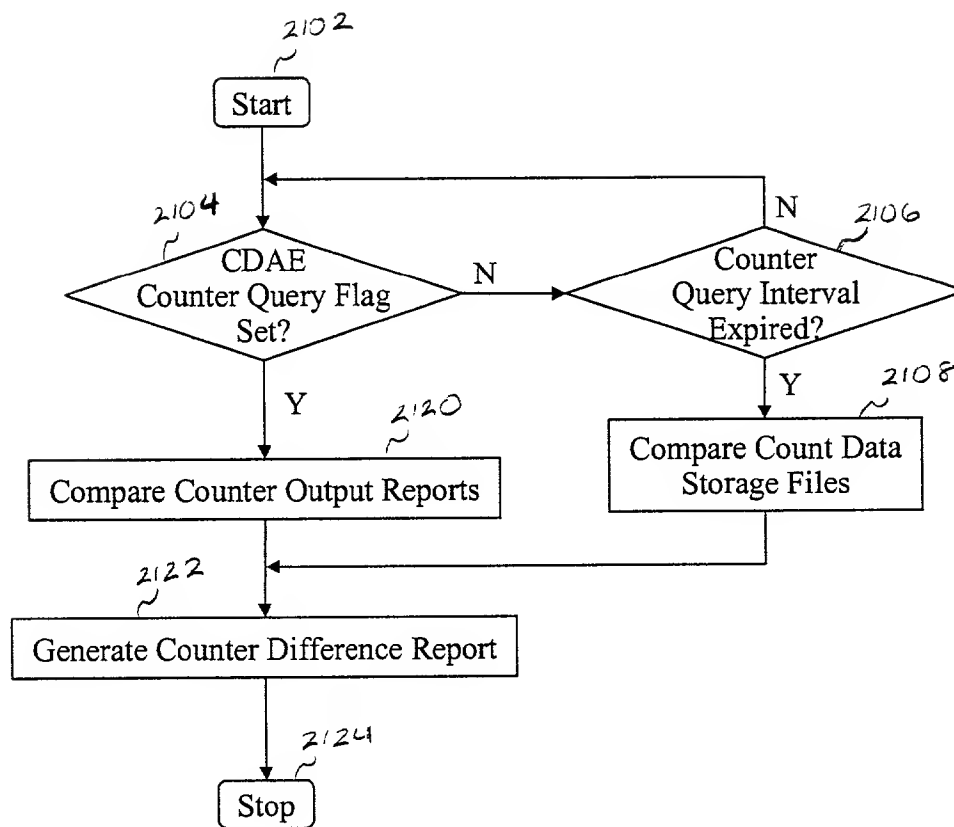 2102
Start
2104
CDAE
Counter Query Flag
Set?
N
N
2106
Counter
Query Interval
Expired?
Y
2120
Compare Counter Output Reports
Y
2108
Compare Count Data
Storage Files
2122
Generate Counter Difference Report
2124
Stop